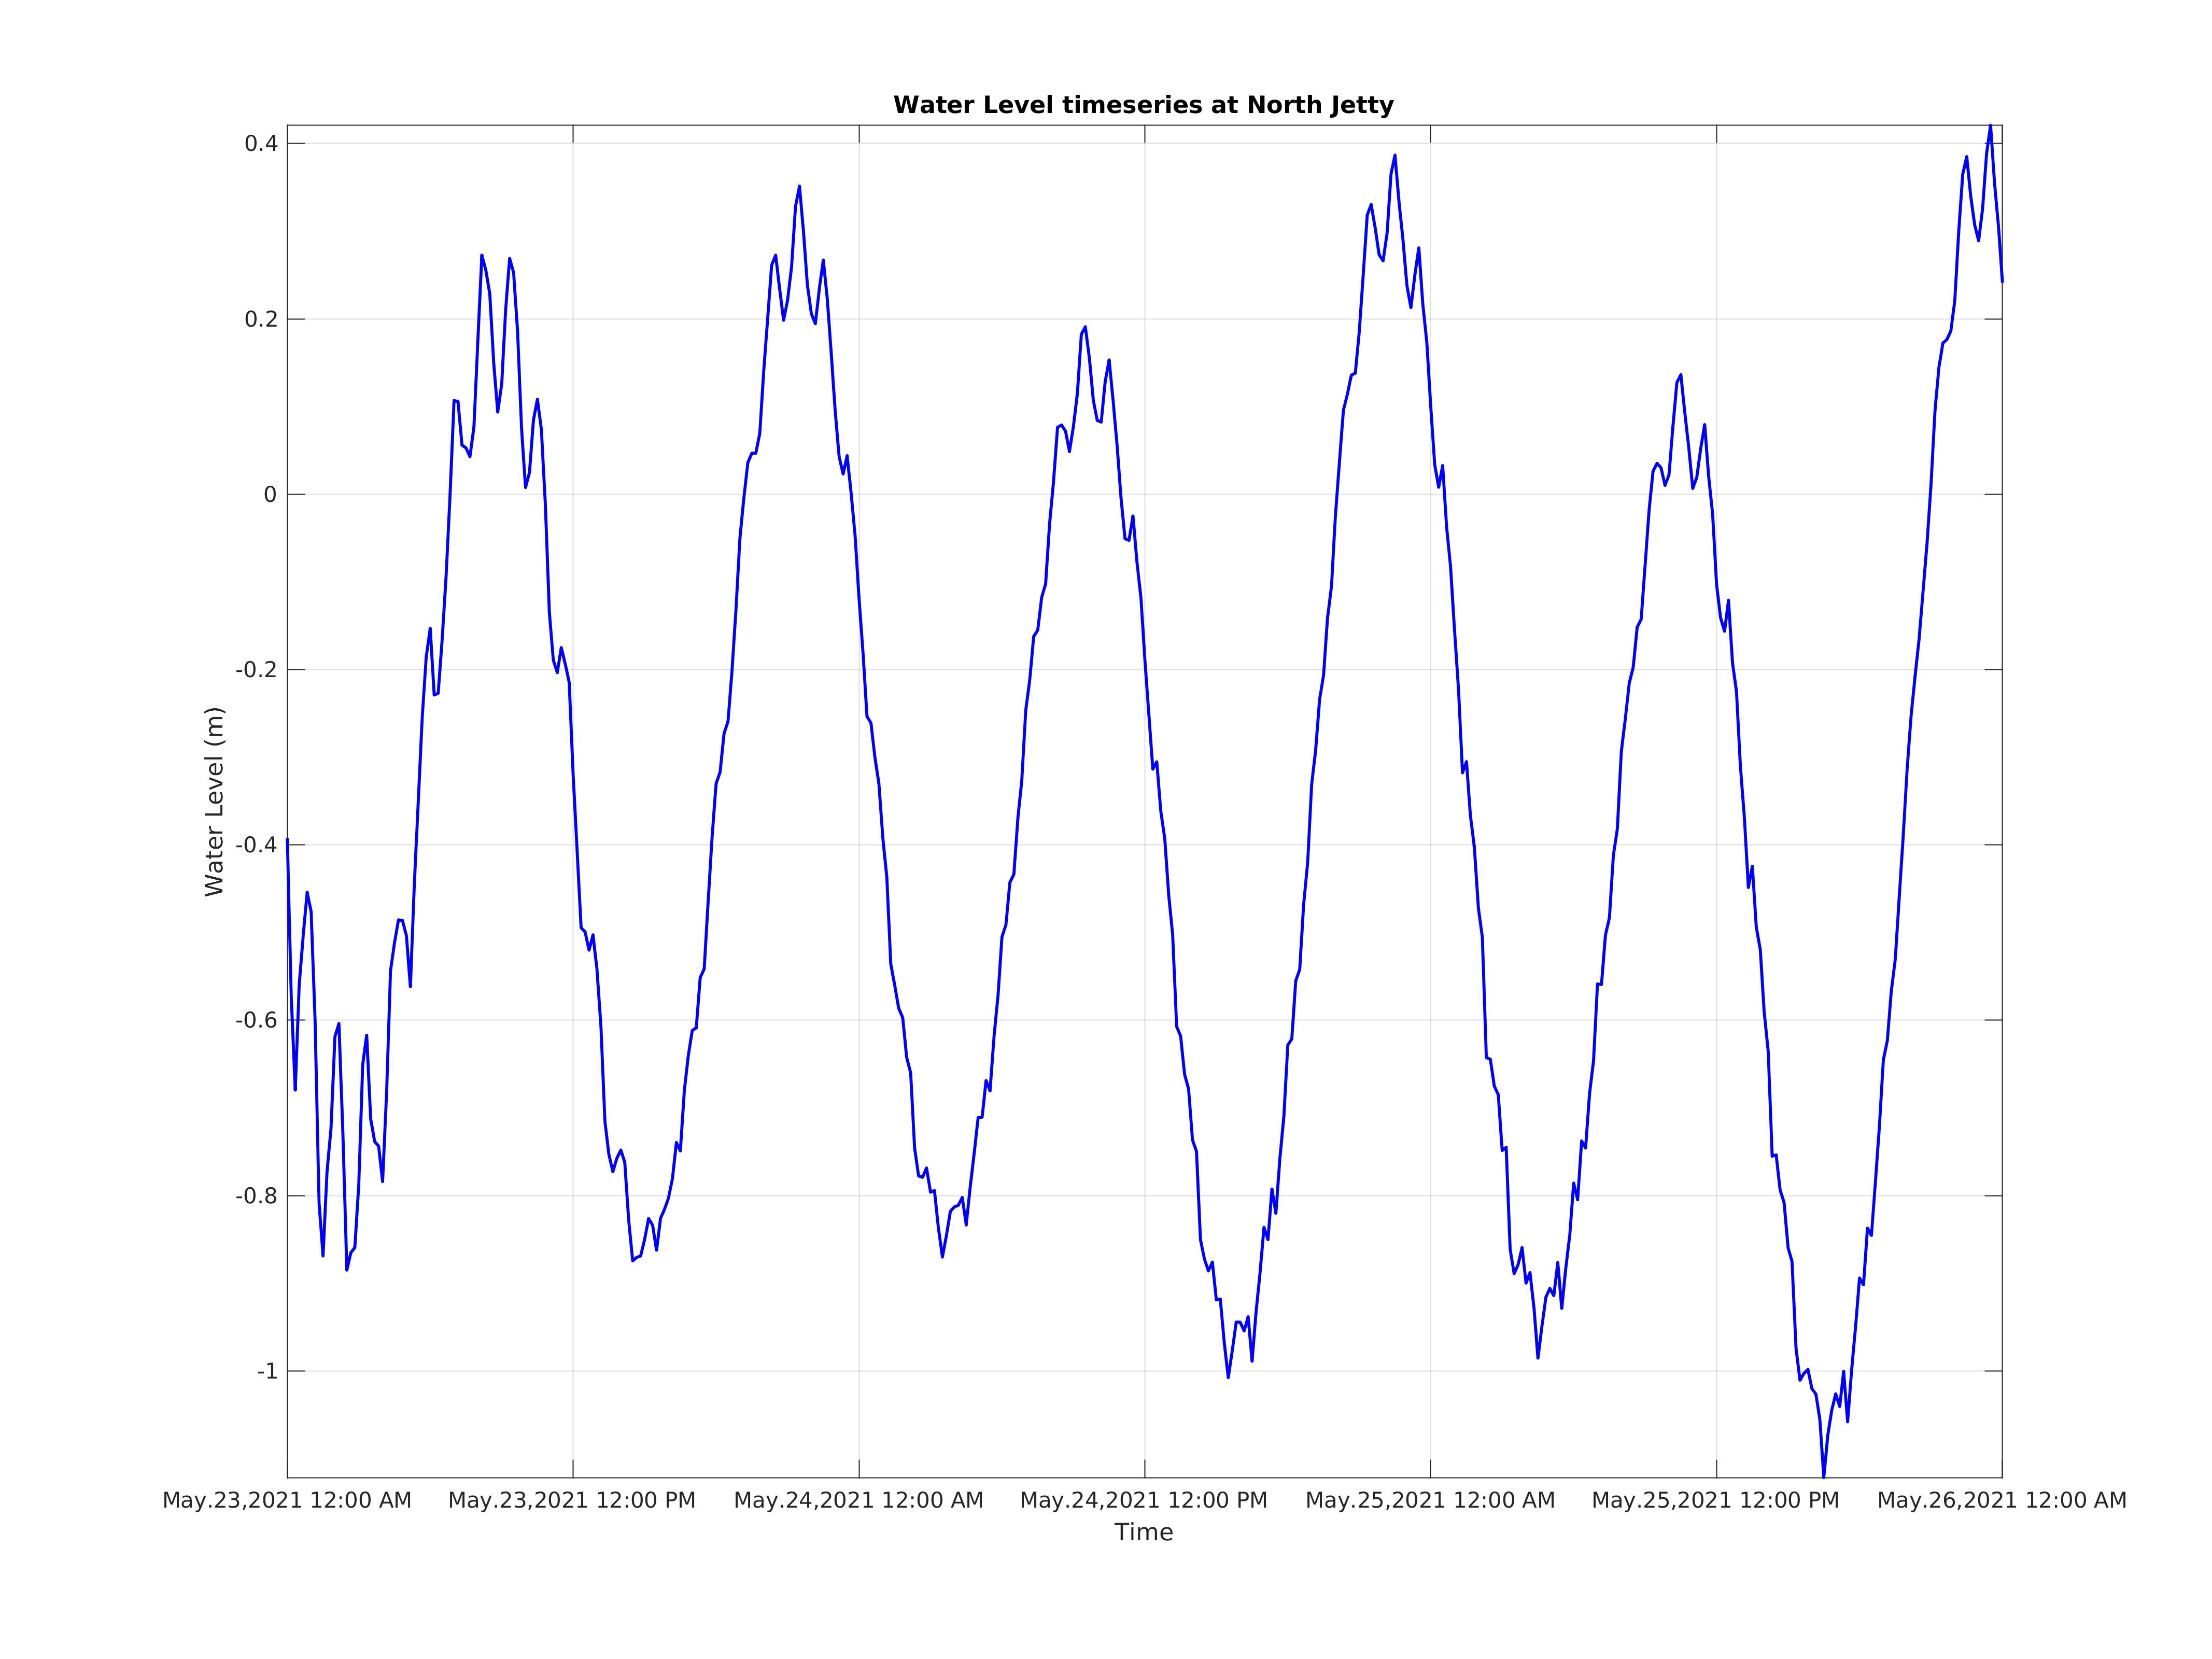 Water Level timeseries at North Jetty
0.4
0.2
0
-0.2
-0.4
-0.6
-0.8
-1
Water Level (m)
May.23,2021 12:00 AM May.23,2021 12:00 PM May.24,2021 12:00 AM May.24,2021 12:00 PM May.25,2021 12:00 AM May.25,2021 12:00 PM May.26,2021 12:00 AM
Time